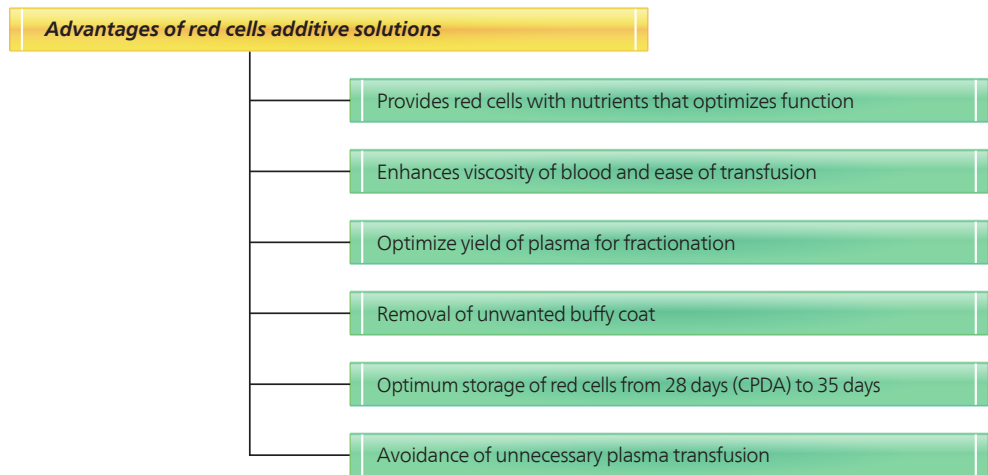 Advantages of red cells additive solutions
Provides red cells with nutrients that optimizes function
Enhances viscosity of blood and ease of transfusion
Optimize yield of plasma for fractionation
Removal of unwanted buffy coat
Optimum storage of red cells from 28 days (CPDA) to 35 days
Avoidance of unnecessary plasma transfusion